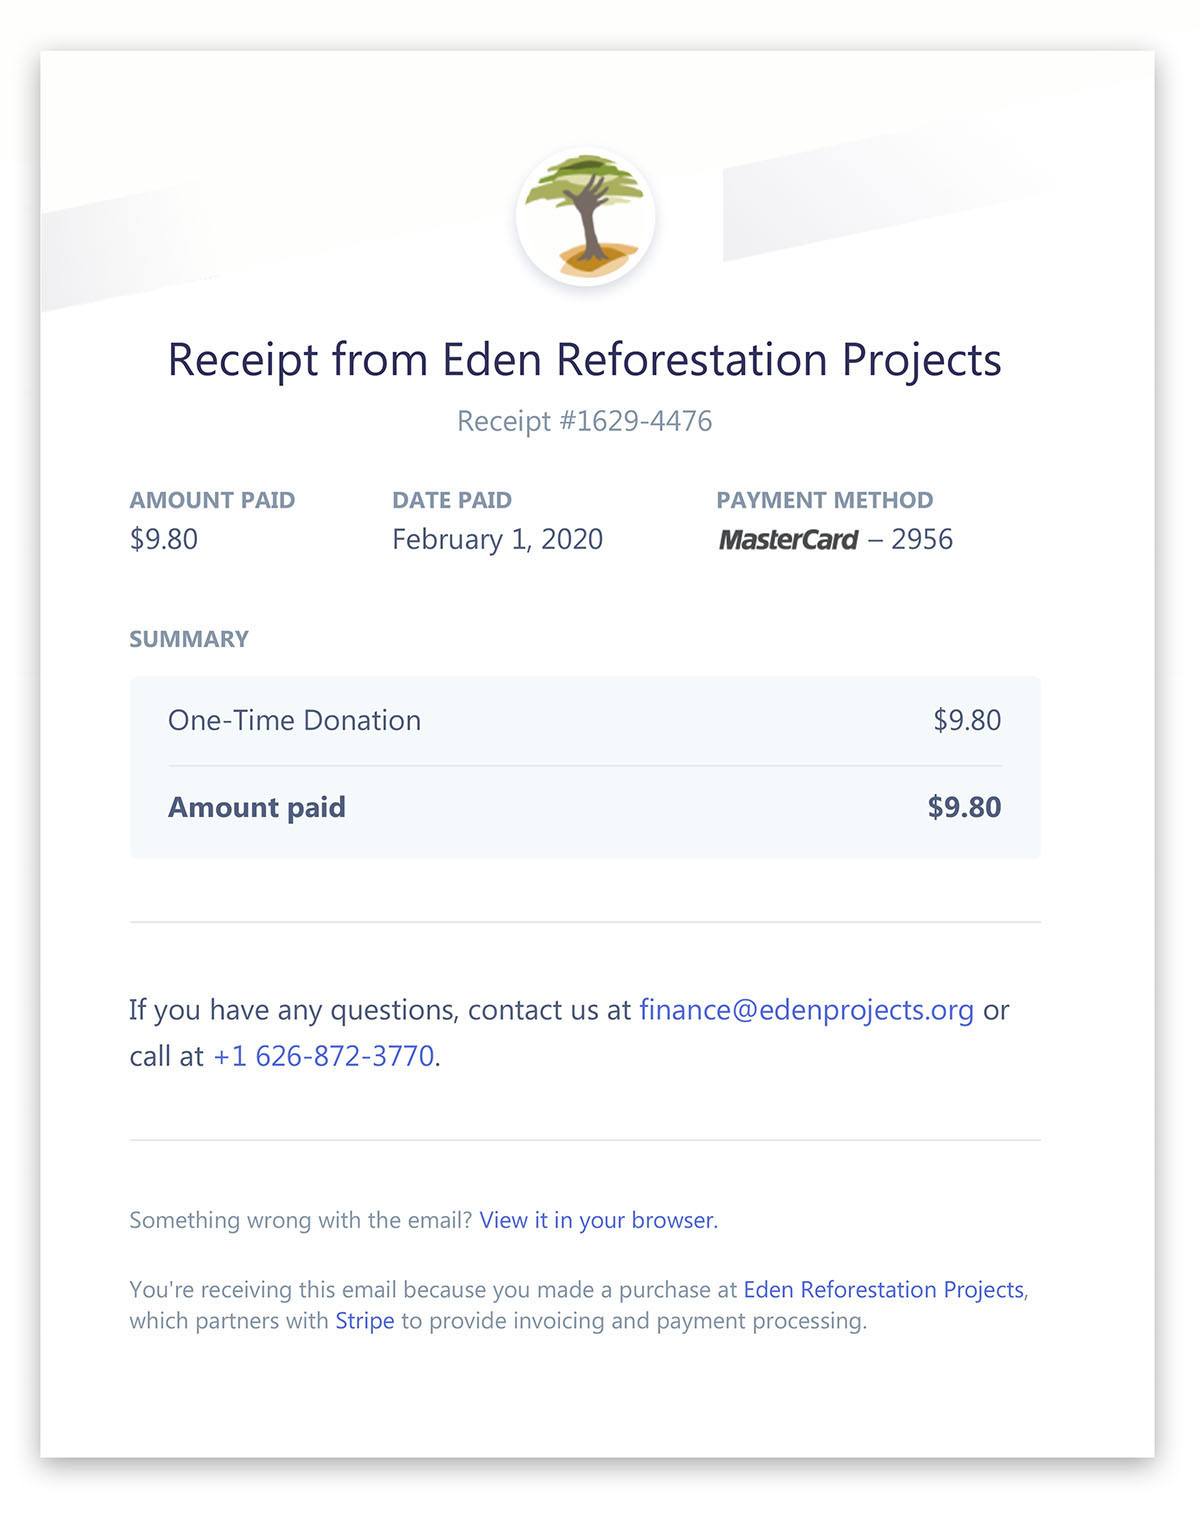 Receipt from Eden Reforestation Projects
Receipt #1629-4476
AMOUNT PAID DATE PAID PAYMENT METHOD
$9.80 February 1, 2020 MasterCard – 2956
SUMMARY
One-Time Donation $9.80
Amount paid $9.80
If you have any questions, contact us at finance@edenprojects.org or
call at +1 626-872-3770.
Something wrong with the email? View it in your browser.
You're receiving this email because you made a purchase at Eden Reforestation Projects,
which partners with Stripe to provide invoicing and payment processing.